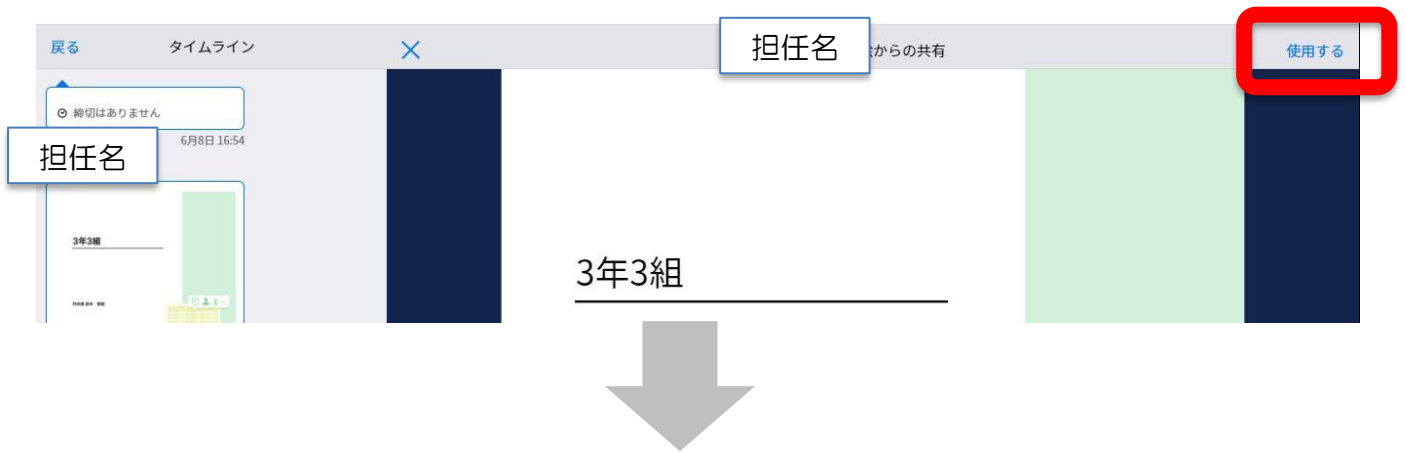 戻る
タイムライン
担任名
からの共有
使用する
締切はありません
6月8日 16:54
担任名
3年3組
3年3組